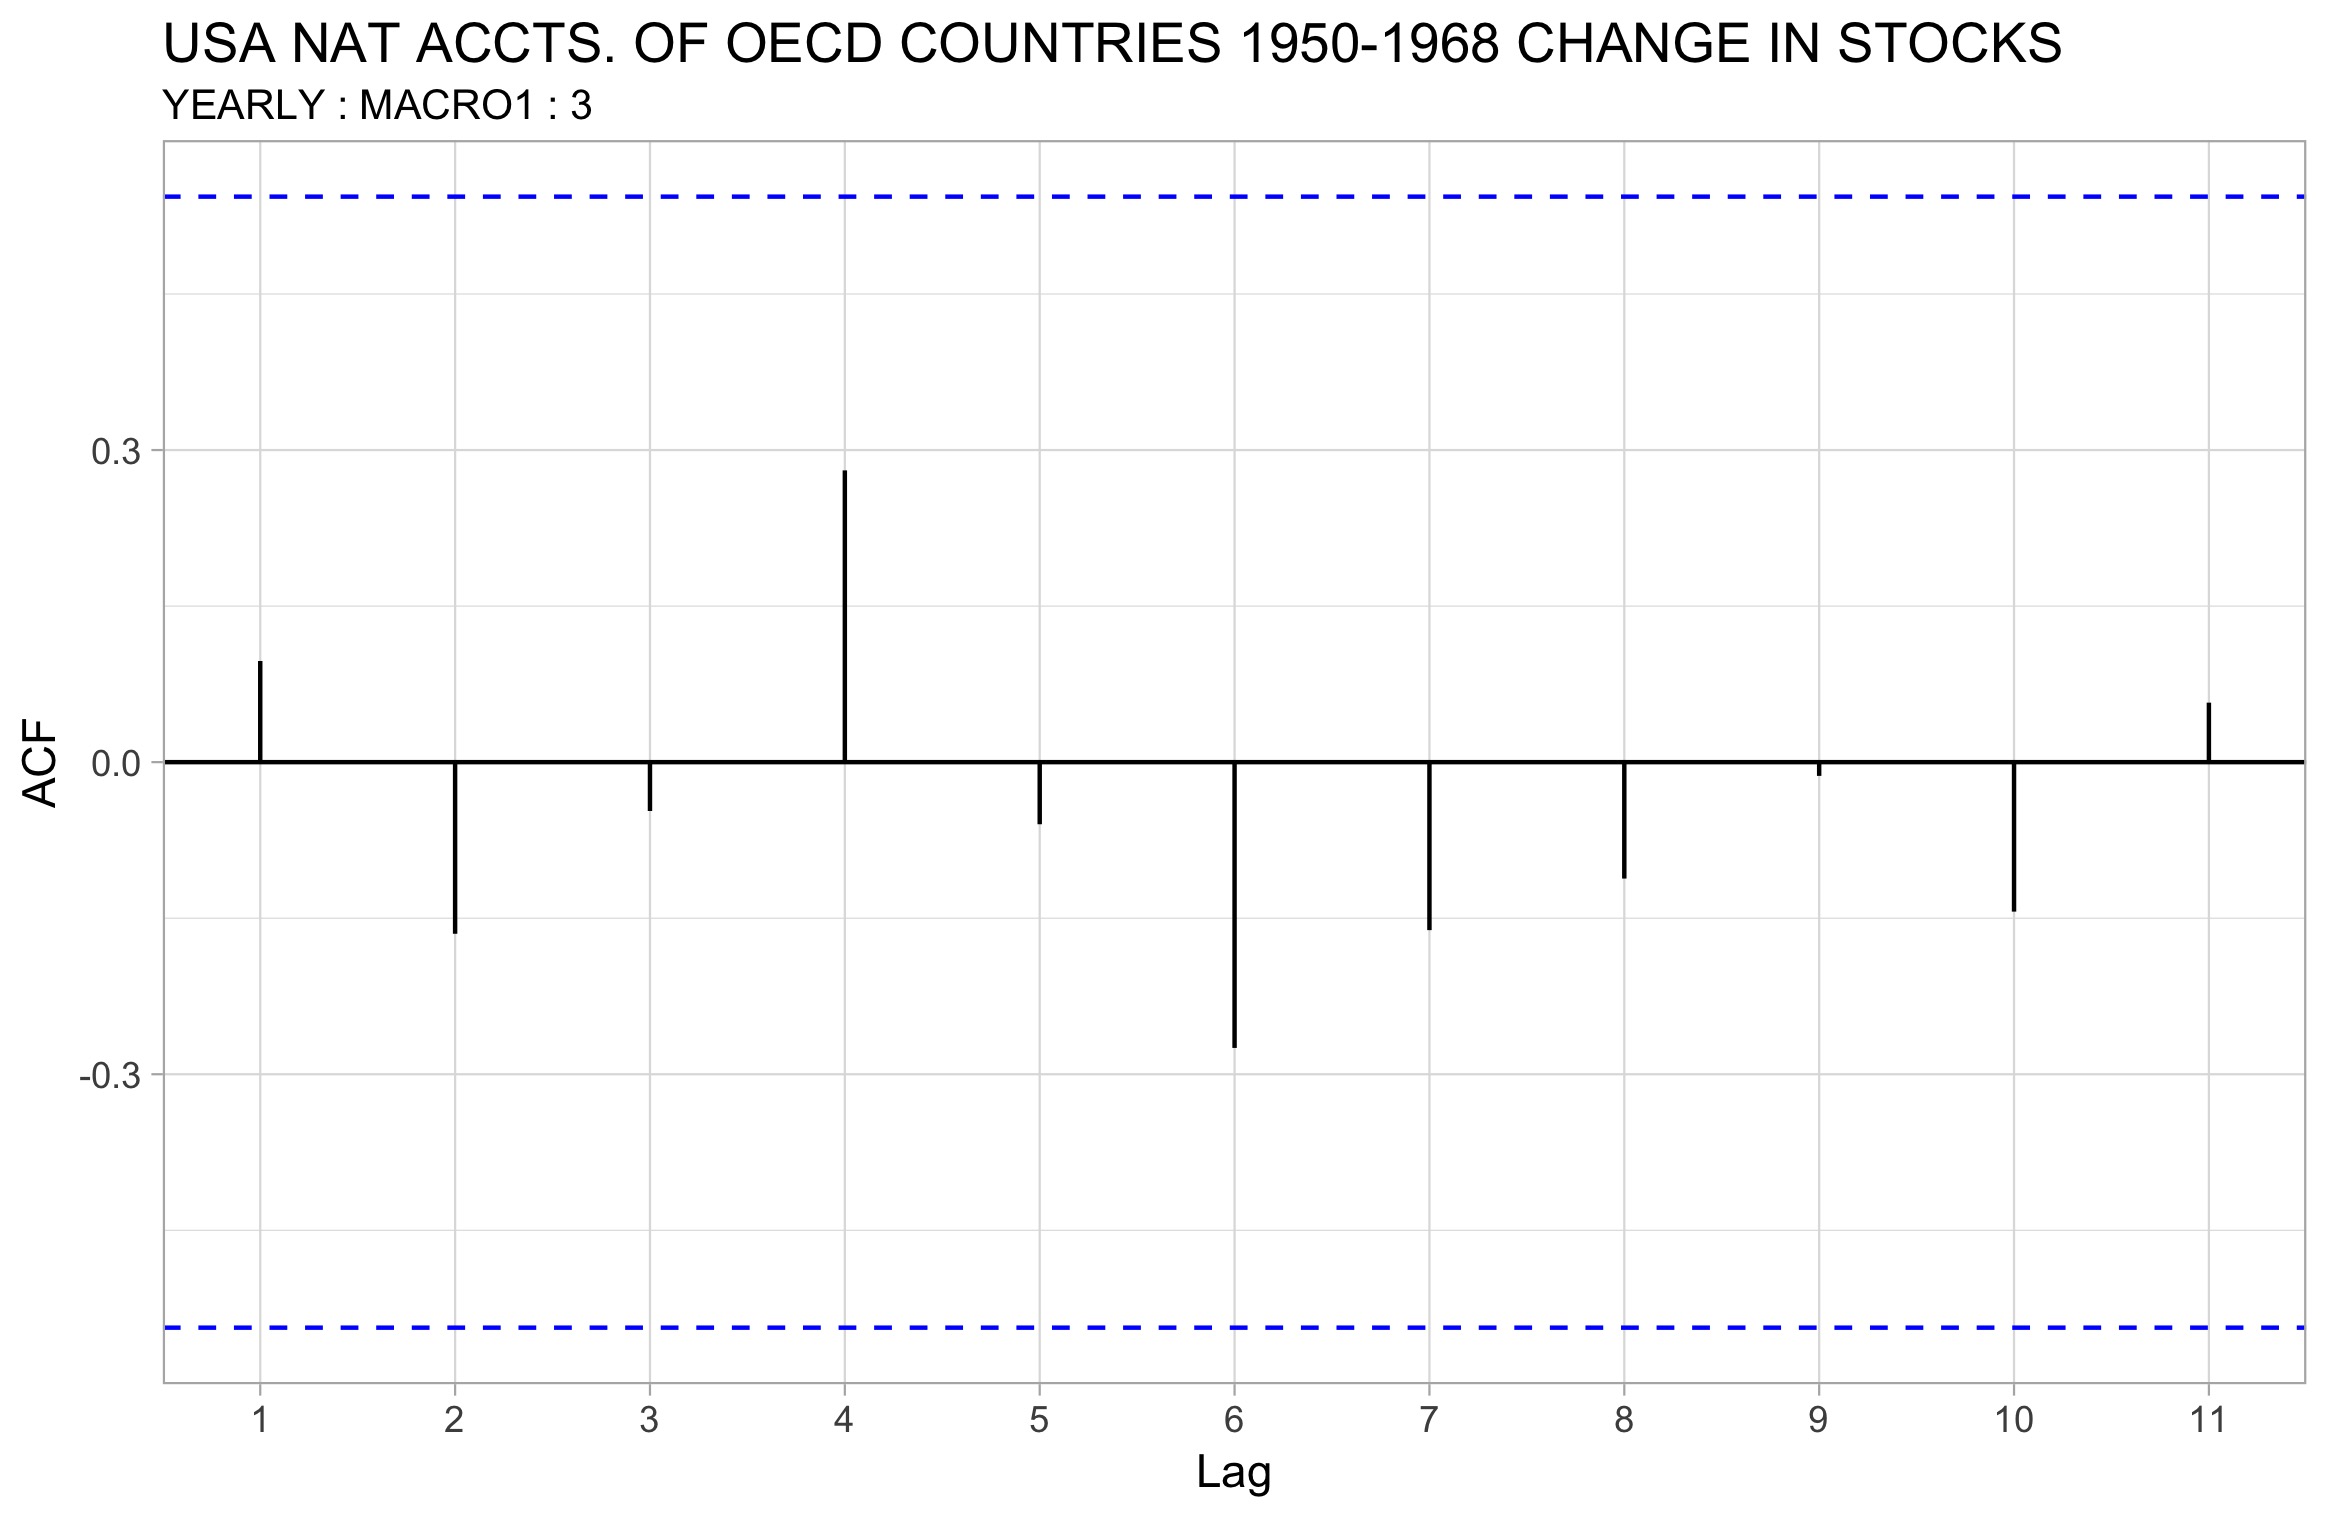 USA NAT ACCTS. OF OECD COUNTRIES 1950-1968 CHANGE IN STOCKS
YEARLY : MACRO1 : 3
ACF
0.3
0.0
-0.3
1 2 3 4 5 6 7 8 9 10 11
Lag